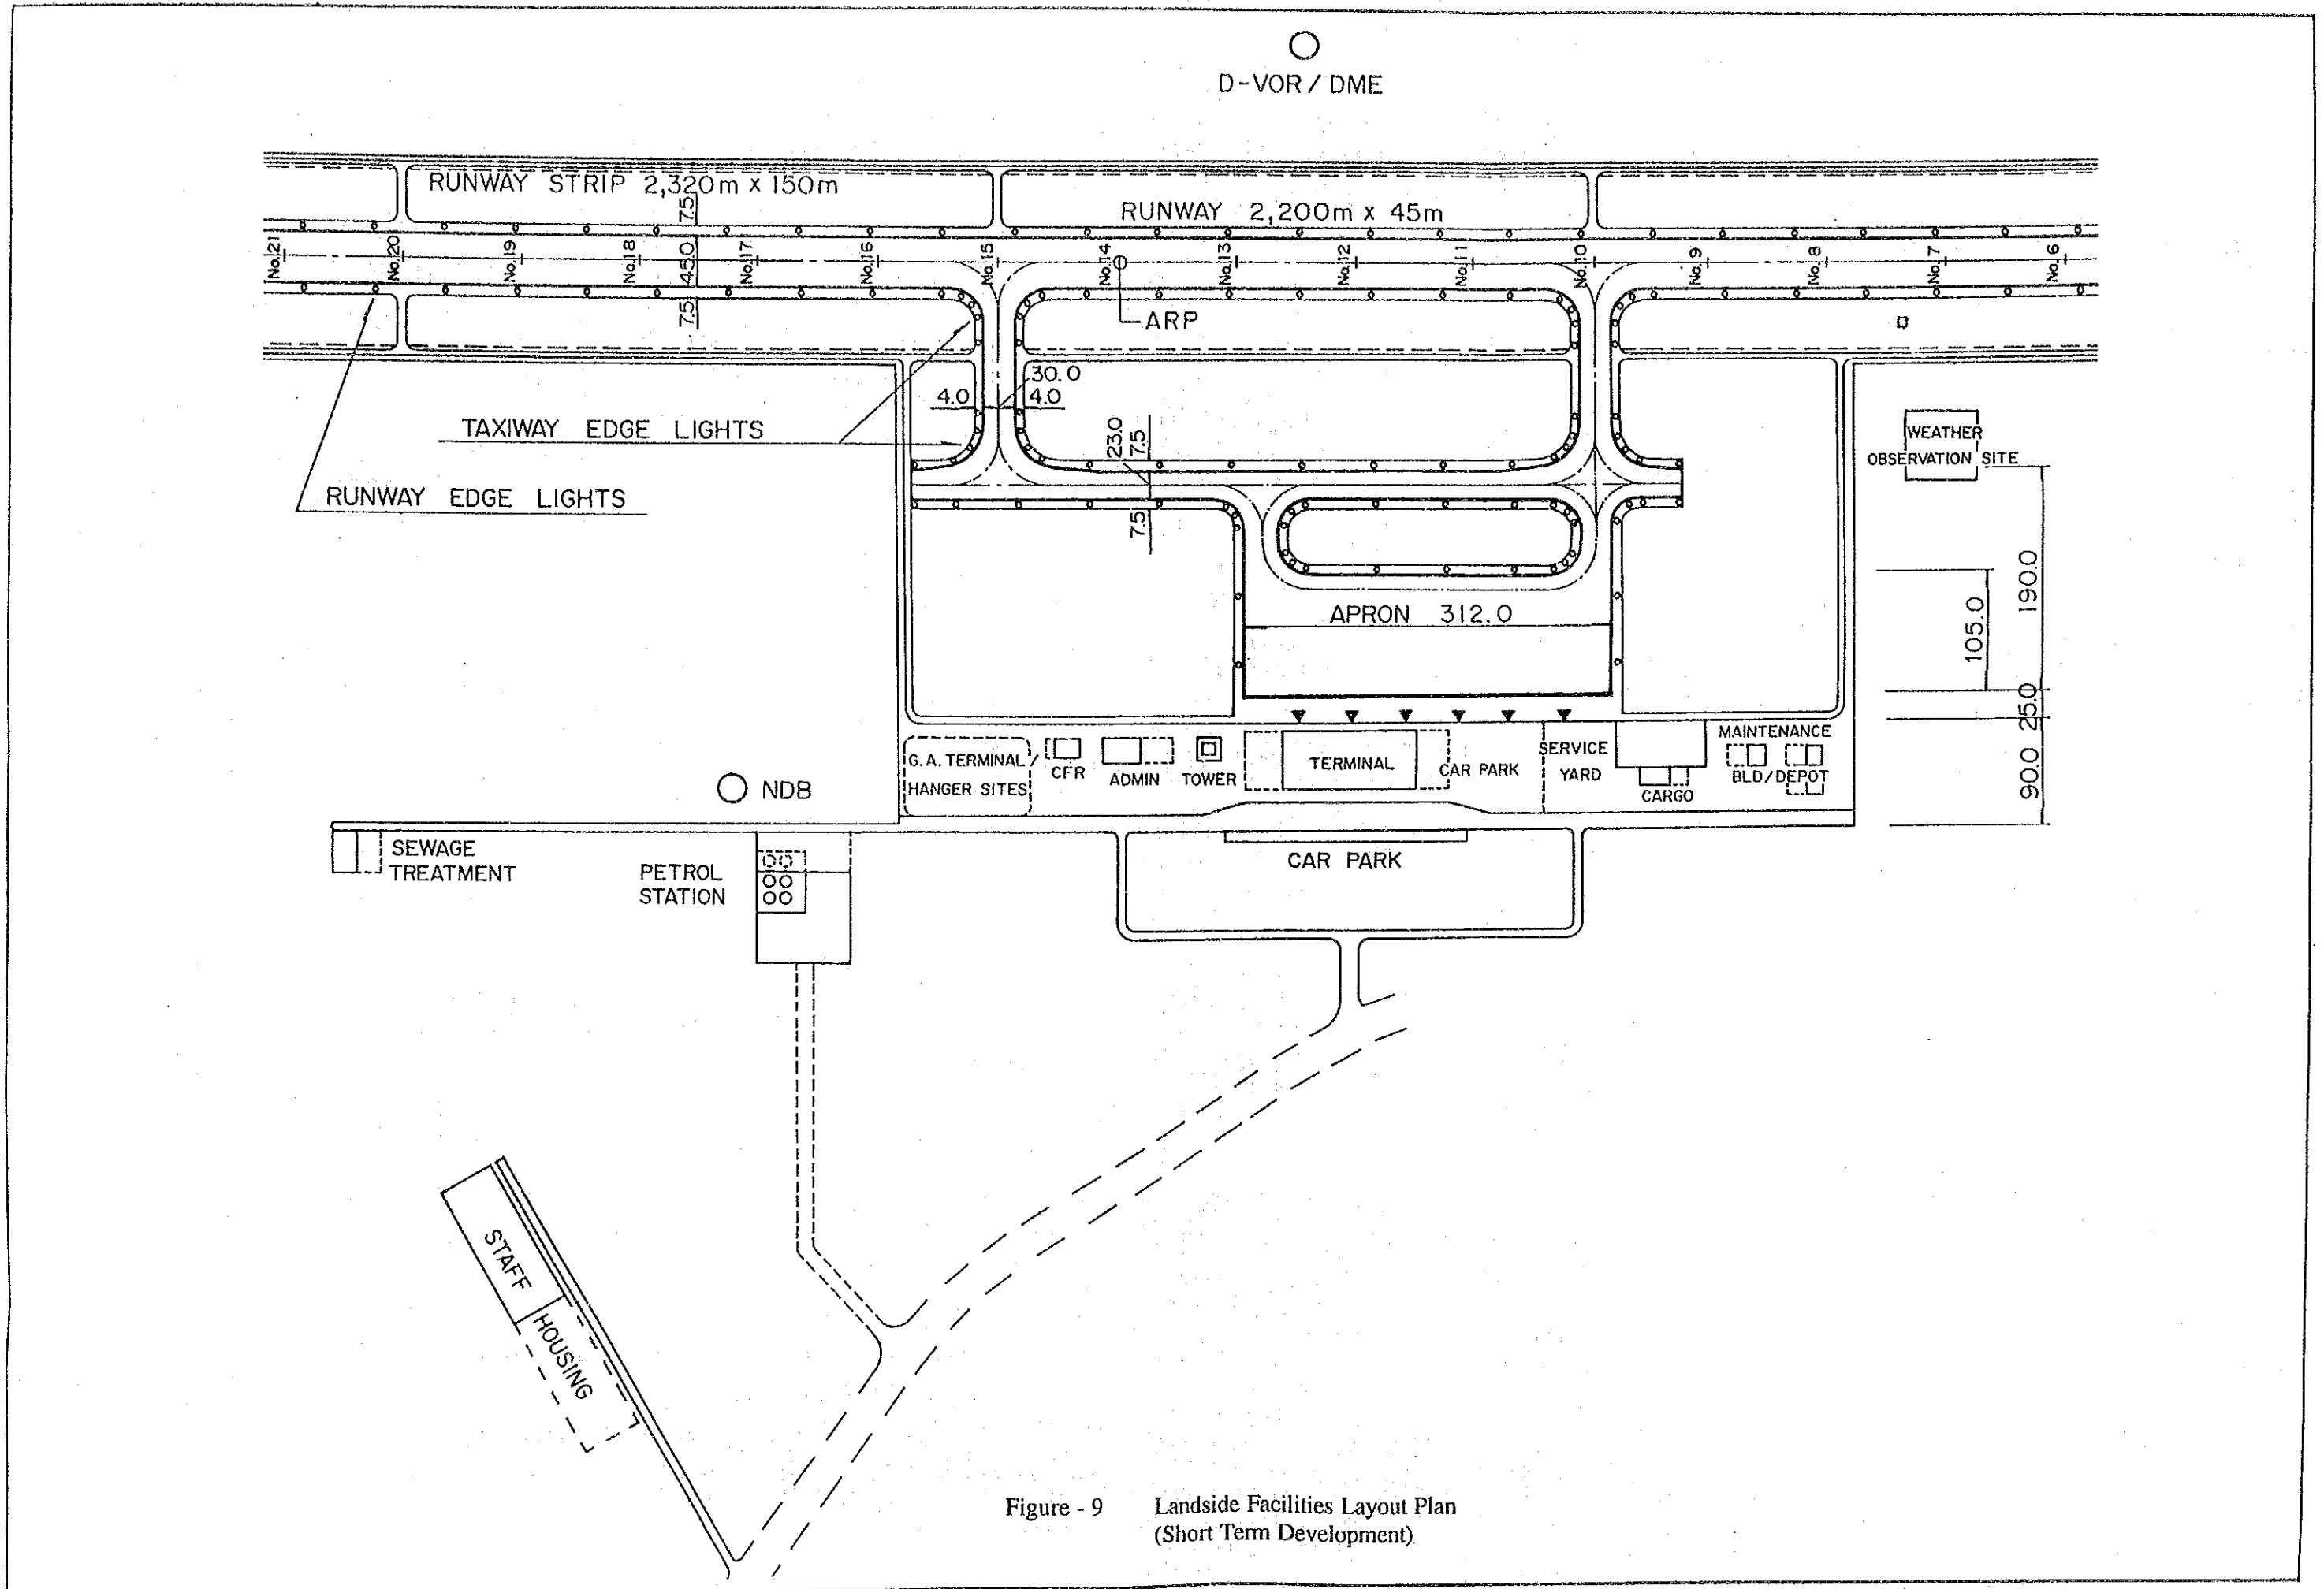 D-VOR / DME
RUNWAY STRIP 2,320m x 150m
RUNWAY 2,200m x 45m
7.5
45.0
7.5
No.21
No.20
No.19
No.18
No.17
No.16
No.15
No.14
No.13
No.12
No.11
No.10
No.9
No.8
No.7
No.6
ARP
30.0
4.0
4.0
TAXIWAY EDGE LIGHTS
RUNWAY EDGE LIGHTS
23.0
7.5
7.5
WEATHER
OBSERVATION SITE
APRON 312.0
190.0
105.0
25.0
90.0
G.A. TERMINAL /
HANGER SITES
CFR
ADMIN
TOWER
TERMINAL
CAR PARK
SERVICE
YARD
CARGO
MAINTENANCE
BLD/DEPOT
NDB
SEWAGE
TREATMENT
PETROL
STATION
CAR PARK
STAFF
HOUSING
Figure - 9 Landside Facilities Layout Plan
(Short Term Development)